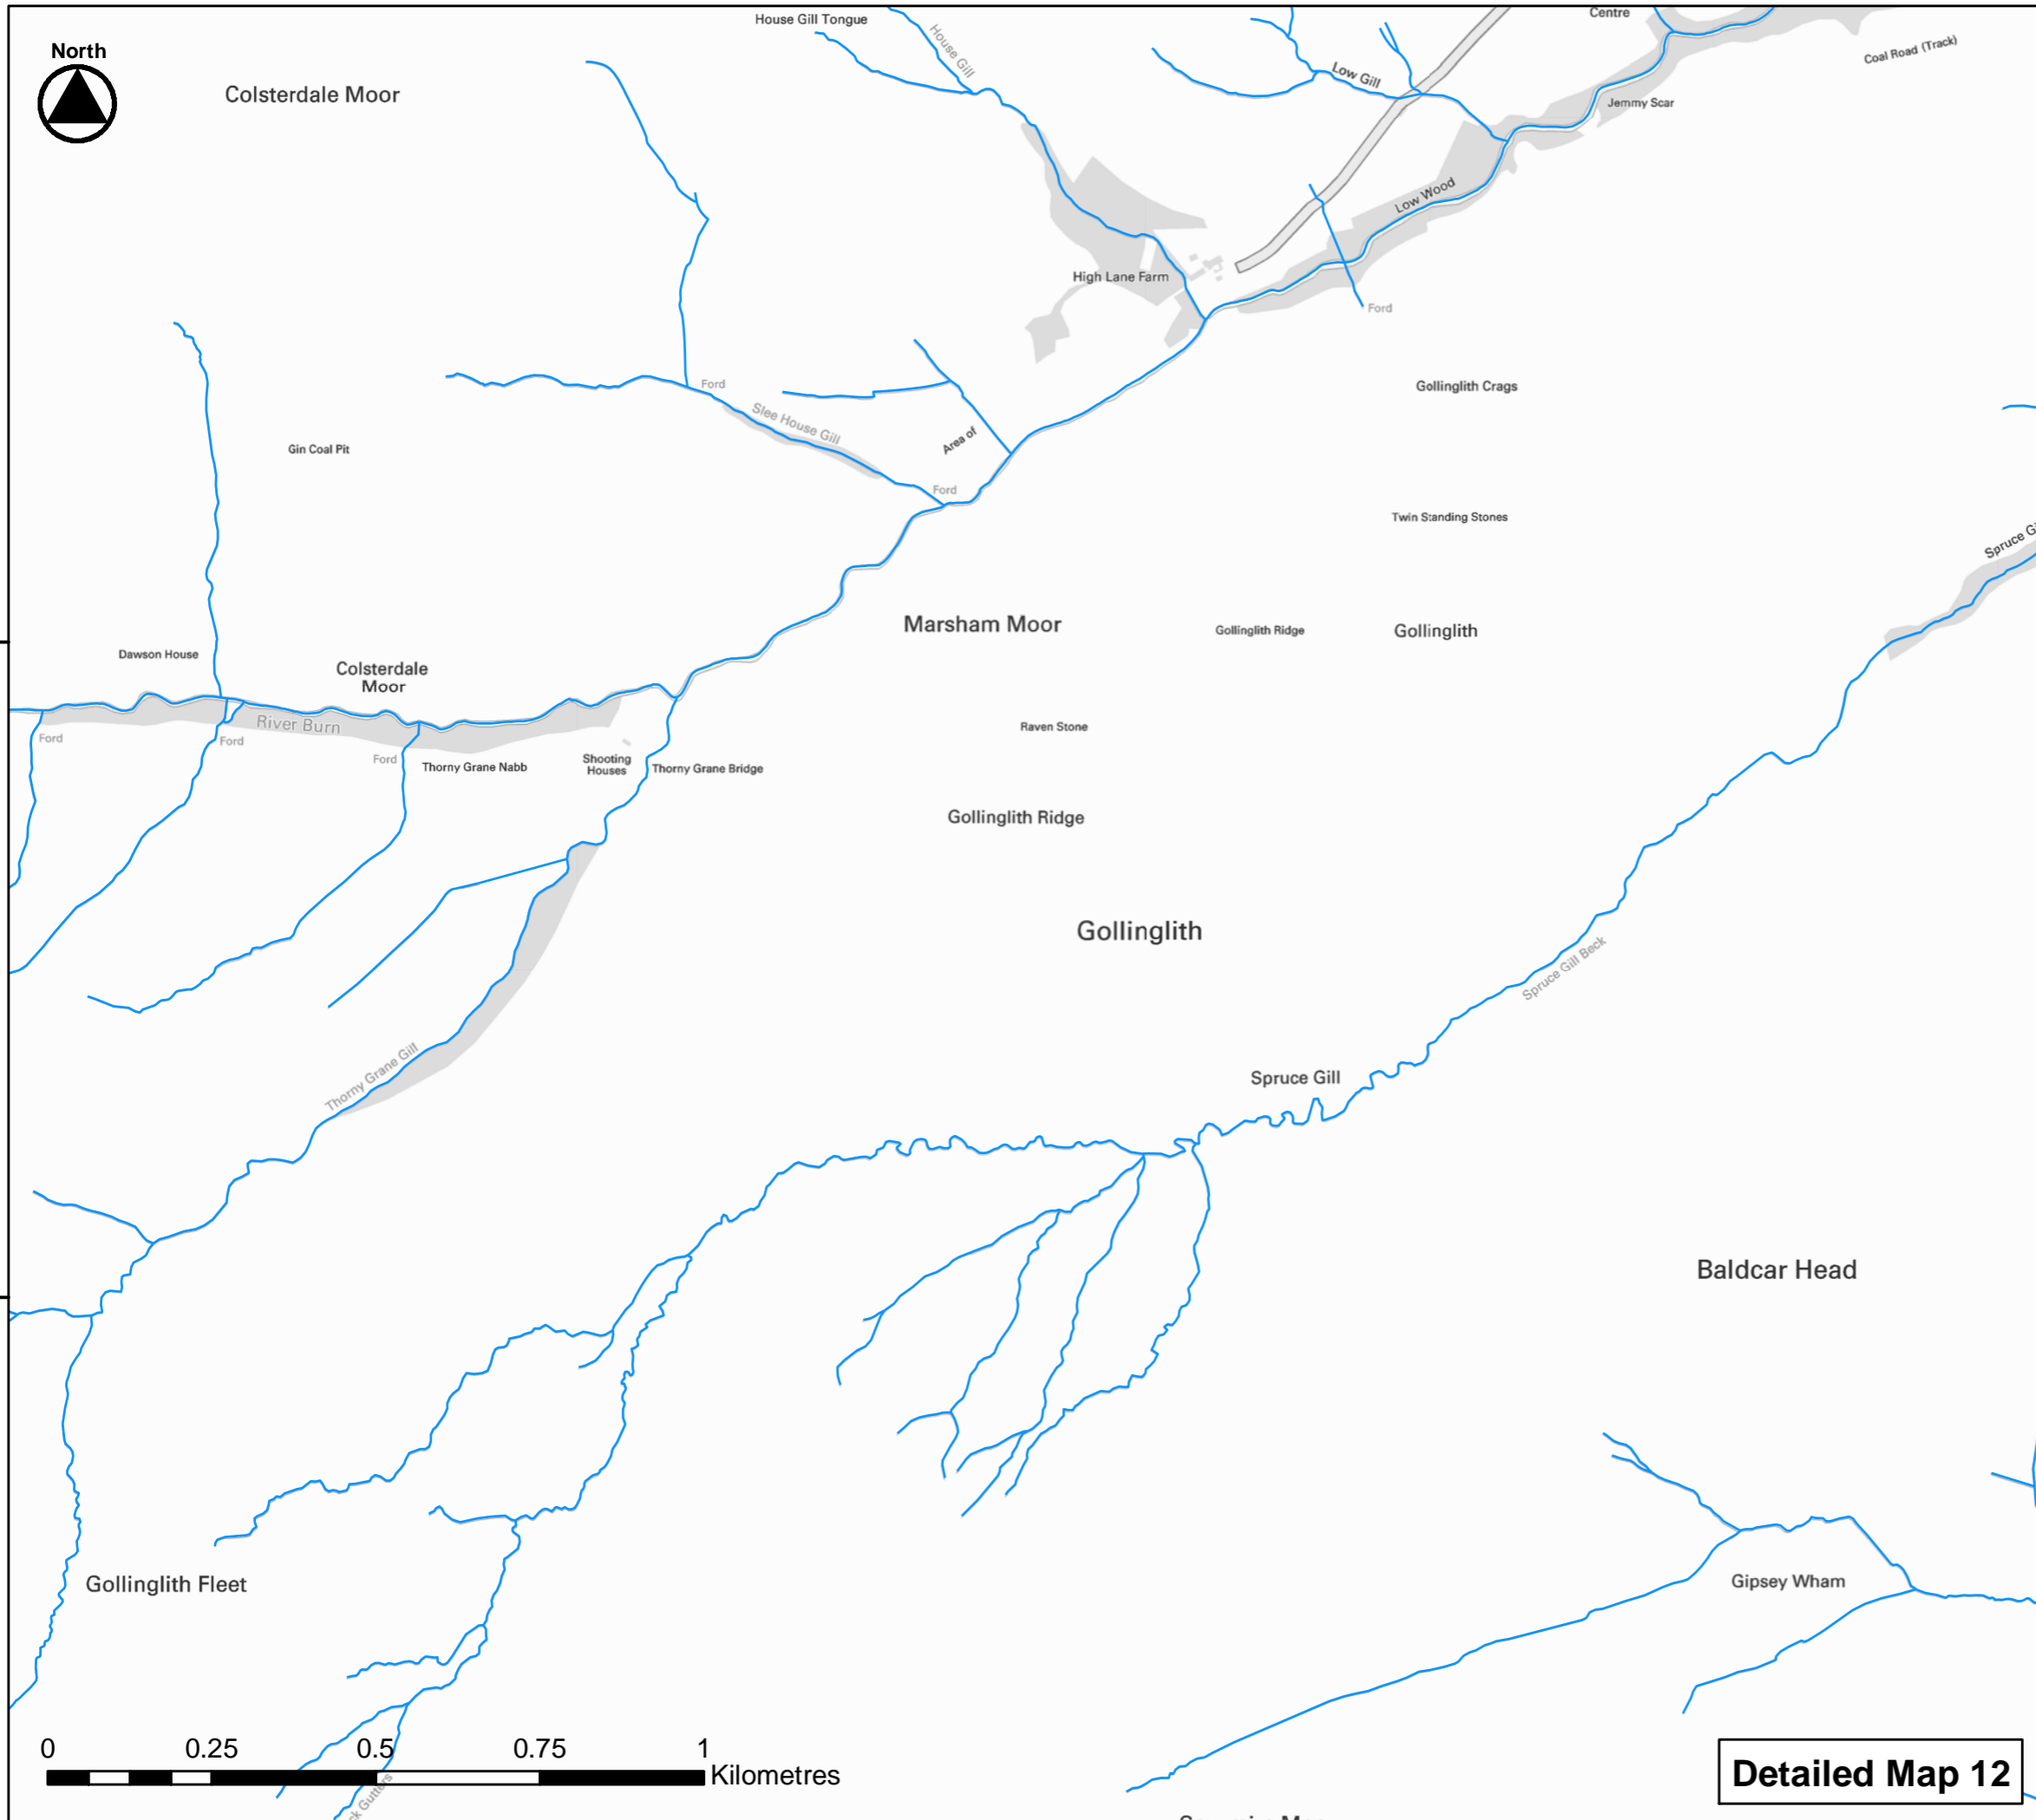 House Gill Tongue
Centre
North
House Gill
Coal Road (Track)
Low Gill
Colsterdale Moor
Jemmy Scar
Low Wood
High Lane Farm
Ford
Ford
Gollinglith Crags
Slee House Gill
Area of
Gin Coal Pit
Ford
Twin Standing Stones
Spruce G
Marsham Moor
Gollinglith Ridge
Gollinglith
Dawson House
Colsterdale
Moor
River Burn
Raven Stone
Ford
Ford
Ford
Thorny Grane Nabb
Shooting
Houses
Thorny Grane Bridge
Gollinglith Ridge
Gollinglith
Spruce Gill Beck
Thorny Grane Gill
Spruce Gill
Baldcar Head
Gollinglith Fleet
Gipsey Wham
0 0.25 0.5 0.75 1
Kilometres
ck Gutters
Detailed Map 12